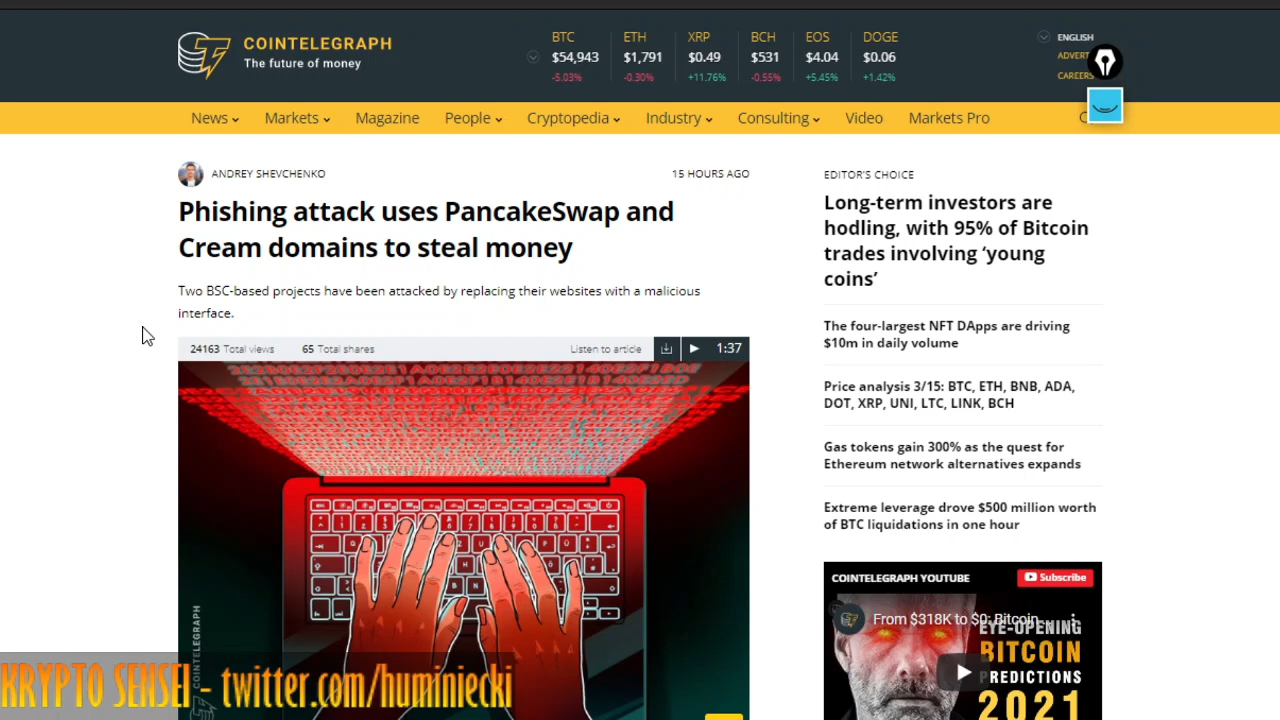 COINTELEGRAPH
The future of money
BTC
$54,943
-5.03%
ETH
$1,791
-0.30%
XRP
$0.49
+11.76%
BCH
$531
-0.55%
EOS
$4.04
+5.45%
DOGE
$0.06
+1.42%
ENGLISH
ADVERT
CAREERS
News
Markets
Magazine
People
Cryptopedia
Industry
Consulting
Video
Markets Pro
ANDREY SHEVCHENKO
15 HOURS AGO
Phishing attack uses PancakeSwap and
Cream domains to steal money
Two BSC-based projects have been attacked by replacing their websites with a malicious
interface.
24163 Total views
65 Total shares
Listen to article
1:37
COINTELEGRAPH
KRYPTO SENSEI - twitter.com/huminiecki
EDITOR'S CHOICE
Long-term investors are
hodling, with 95% of Bitcoin
trades involving ‘young
coins’
The four-largest NFT DApps are driving
$10m in daily volume
Price analysis 3/15: BTC, ETH, BNB, ADA,
DOT, XRP, UNI, LTC, LINK, BCH
Gas tokens gain 300% as the quest for
Ethereum network alternatives expands
Extreme leverage drove $500 million worth
of BTC liquidations in one hour
COINTELEGRAPH YOUTUBE
Subscribe
From $318K to $0: Bitcoin...
EYE-OPENING
BITCOIN
PREDICTIONS
2021